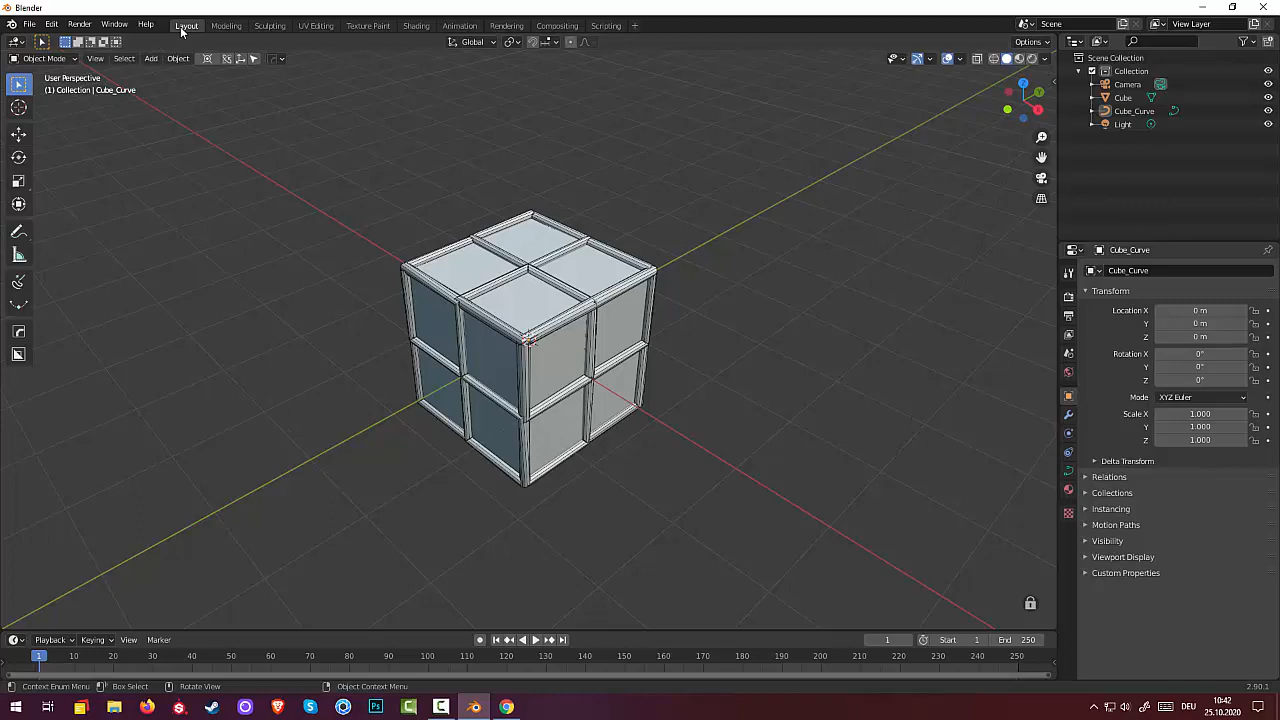 Blender
File Edit Render Window Help Layout Modeling Sculpting UV Editing Texture Paint Shading Animation Rendering Compositing Scripting + Scene View Layer
Global Options
Object Mode View Select Add Object
User Perspective
(1) Collection | Cube_Curve
Scene Collection
Collection
Camera
Cube
Cube_Curve
Light
Cube_Curve
Cube_Curve
Transform
Location X 0 m
Y 0 m
Z 0 m
Rotation X 0°
Y 0°
Z 0°
Mode XYZ Euler
Scale X 1.000
Y 1.000
Z 1.000
Delta Transform
Relations
Collections
Instancing
Motion Paths
Visibility
Viewport Display
Custom Properties
Playback Keying View Marker 1 Start 1 End 250
1 10 20 30 40 50 60 70 80 90 100 110 120 130 140 150 160 170 180 190 200 210 220 230 240 250
Context Enum Menu Box Select Rotate View Object Context Menu 2.90.1
Ps DEU 10:42
25.10.2020